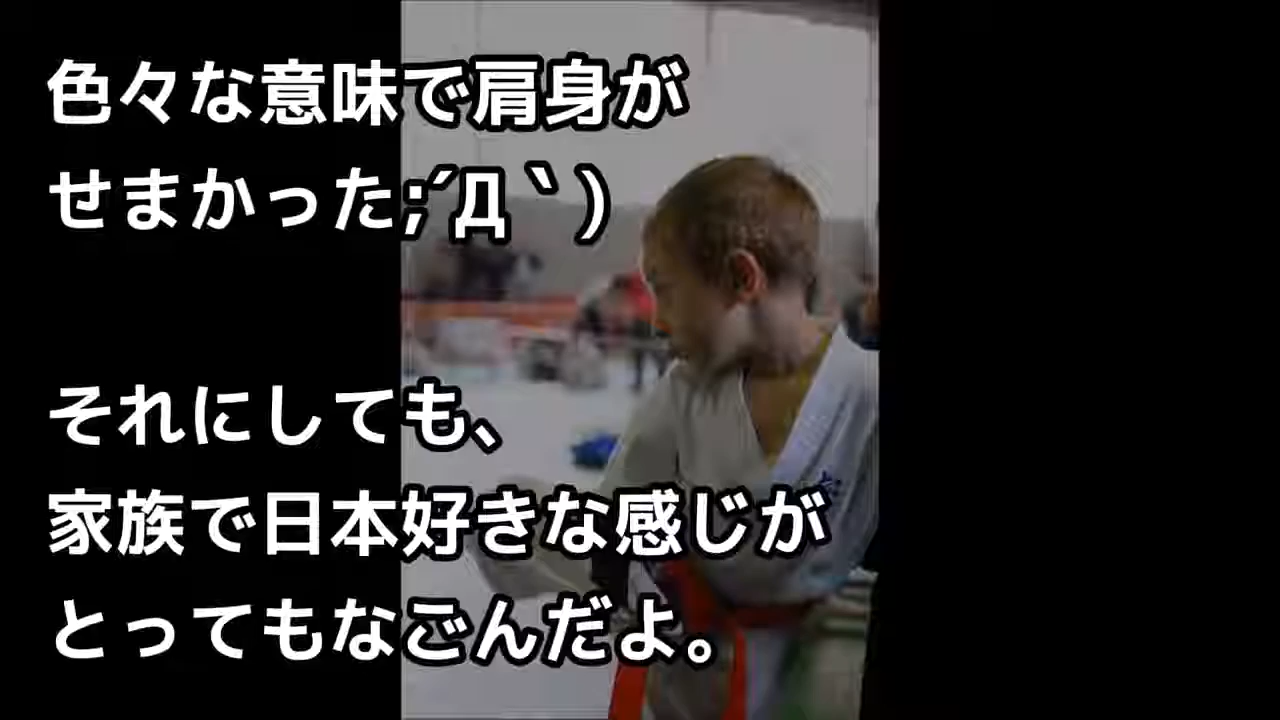 色々な意味で肩身が
せまかった;´Д｀)
それにしても、
家族で日本好きな感じが
とってもなごんだよ。